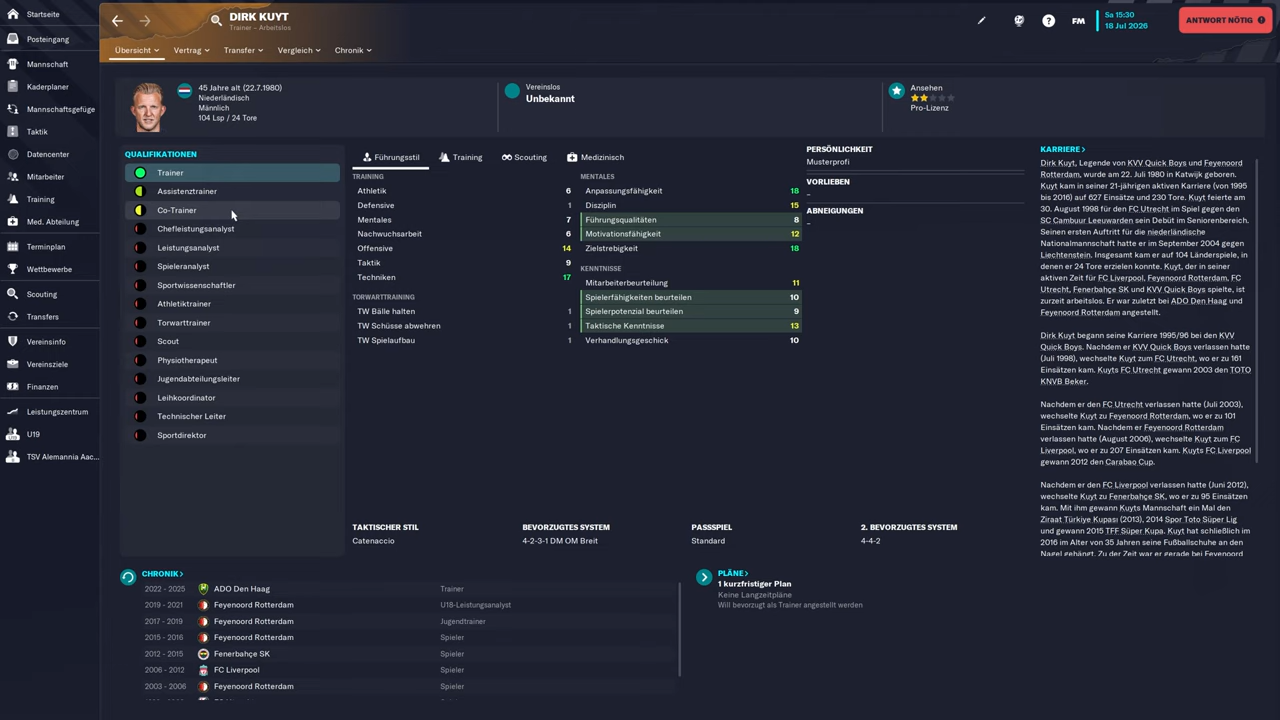 Startseite
Posteingang
Mannschaft
Kaderplaner
Mannschaftsgefüge
Taktik
Datencenter
Mitarbeiter
Training
Med. Abteilung
Terminplan
Wettbewerbe
Scouting
Transfers
Vereinsinfo
Vereinsziele
Finanzen
Leistungszentrum
U19
TSV Alemannia Aac...
DIRK KUYT
Trainer – Arbeitslos
FM
Sa 15:30
18 Jul 2026
ANTWORT NÖTIG
Übersicht
Vertrag
Transfer
Vergleich
Chronik
45 Jahre alt (22.7.1980)
Niederländisch
Männlich
104 Lsp / 24 Tore
Vereinslos
Unbekannt
Ansehen
Pro-Lizenz
QUALIFIKATIONEN
Trainer
Assistenztrainer
Co-Trainer
Chefleistungsanalyst
Leistungsanalyst
Spieleranalyst
Sportwissenschaftler
Athletiktrainer
Torwarttrainer
Scout
Physiotherapeut
Jugendabteilungsleiter
Leihkoordinator
Technischer Leiter
Sportdirektor
Führungsstil
Training
Scouting
Medizinisch
TRAINING
Athletik 6
Defensive 1
Mentales 7
Nachwuchsarbeit 6
Offensive 14
Taktik 9
Techniken 17
TORWARTTRAINING
TW Bälle halten 1
TW Schüsse abwehren 1
TW Spielaufbau 1
MENTALES
Anpassungsfähigkeit 18
Disziplin 15
Führungsqualitäten 8
Motivationsfähigkeit 12
Zielstrebigkeit 18
KENNTNISSE
Mitarbeiterbeurteilung 11
Spielerfähigkeiten beurteilen 10
Spielerpotenzial beurteilen 9
Taktische Kenntnisse 13
Verhandlungsgeschick 10
PERSÖNLICHKEIT
Musterprofi
VORLIEBEN
-
ABNEIGUNGEN
-
TAKTISCHER STIL
Catenaccio
BEVORZUGTES SYSTEM
4-2-3-1 DM OM Breit
PASSSPIEL
Standard
2. BEVORZUGTES SYSTEM
4-4-2
KARRIERE
Dirk Kuyt, Legende von KVV Quick Boys und Feyenoord
Rotterdam, wurde am 22. Juli 1980 in Katwijk geboren.
Kuyt kam in seiner 21-jährigen aktiven Karriere (von 1995
bis 2016) auf 627 Einsätze und 230 Tore. Kuyt feierte am
30. August 1998 für den FC Utrecht im Spiel gegen den
SC Cambuur Leeuwarden sein Debüt im Seniorenbereich.
Seinen ersten Auftritt für die niederländische
Nationalmannschaft hatte er im September 2004 gegen
Liechtenstein. Insgesamt kam er auf 104 Länderspiele, in
denen er 24 Tore erzielen konnte. Kuyt, der in seiner
aktiven Zeit für FC Liverpool, Feyenoord Rotterdam, FC
Utrecht, Fenerbahçe SK und KVV Quick Boys spielte, ist
zurzeit arbeitslos. Er war zuletzt bei ADO Den Haag und
Feyenoord Rotterdam angestellt.
Dirk Kuyt begann seine Karriere 1995/96 bei den KVV
Quick Boys. Nachdem er KVV Quick Boys verlassen hatte
(Juli 1998), wechselte Kuyt zum FC Utrecht, wo er zu 161
Einsätzen kam. Kuyts FC Utrecht gewann 2003 den TOTO
KNVB Beker.
Nachdem er den FC Utrecht verlassen hatte (Juli 2003),
wechselte Kuyt zu Feyenoord Rotterdam, wo er zu 101
Einsätzen kam. Nachdem er Feyenoord Rotterdam
verlassen hatte (August 2006), wechselte Kuyt zum FC
Liverpool, wo er zu 207 Einsätzen kam. Kuyts FC Liverpool
gewann 2012 den Carabao Cup.
Nachdem er den FC Liverpool verlassen hatte (Juni 2012),
wechselte Kuyt zu Fenerbahçe SK, wo er zu 95 Einsätzen
kam. Mit ihm gewann Kuyts Mannschaft ein Mal den
Ziraat Türkiye Kupası (2013), 2014 Spor Toto Süper Lig
und 2015 TFF Süper Kupa. Kuyt hat schließlich im
2016 im Alter von 35 Jahren seine Fußballschuhe an den
Nagel gehängt. Zu der Zeit war er gerade bei Feyenoord
CHRONIK
2022 - 2025 ADO Den Haag Trainer
2019 - 2021 Feyenoord Rotterdam U18-Leistungsanalyst
2017 - 2019 Feyenoord Rotterdam Jugendtrainer
2015 - 2016 Feyenoord Rotterdam Spieler
2012 - 2015 Fenerbahçe SK Spieler
2006 - 2012 FC Liverpool Spieler
2003 - 2006 Feyenoord Rotterdam Spieler
PLÄNE
1 kurzfristiger Plan
Keine Langzeitpläne
Will bevorzugt als Trainer angestellt werden